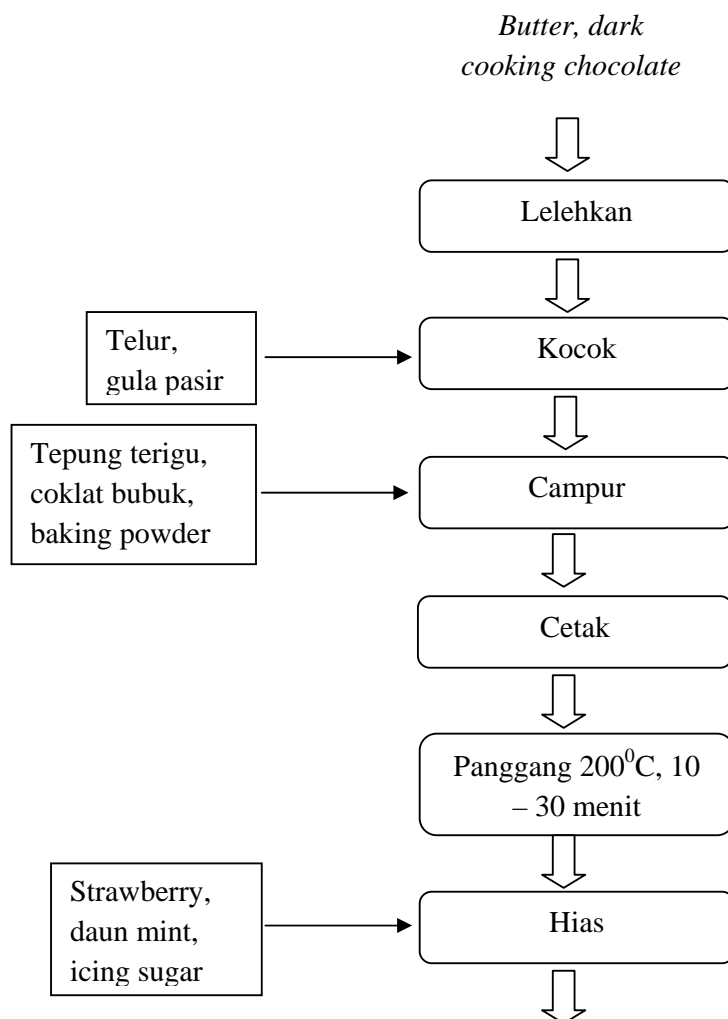 Butter, dark
cooking chocolate
Lelehkan
Telur,
gula pasir
Kocok
Tepung terigu,
coklat bubuk,
baking powder
Campur
Cetak
Panggang 200⁰C, 10
– 30 menit
Strawberry,
daun mint,
icing sugar
Hias